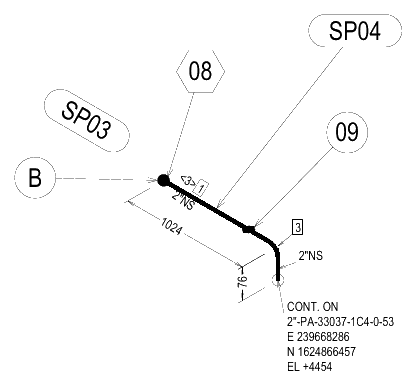 SP04
08
SP03
09
B
<3> 1
2"NS
1024
3
2"NS
76
CONT. ON
2"-PA-33037-1C4-0-53
E 239668286
N 1624866457
EL +4454